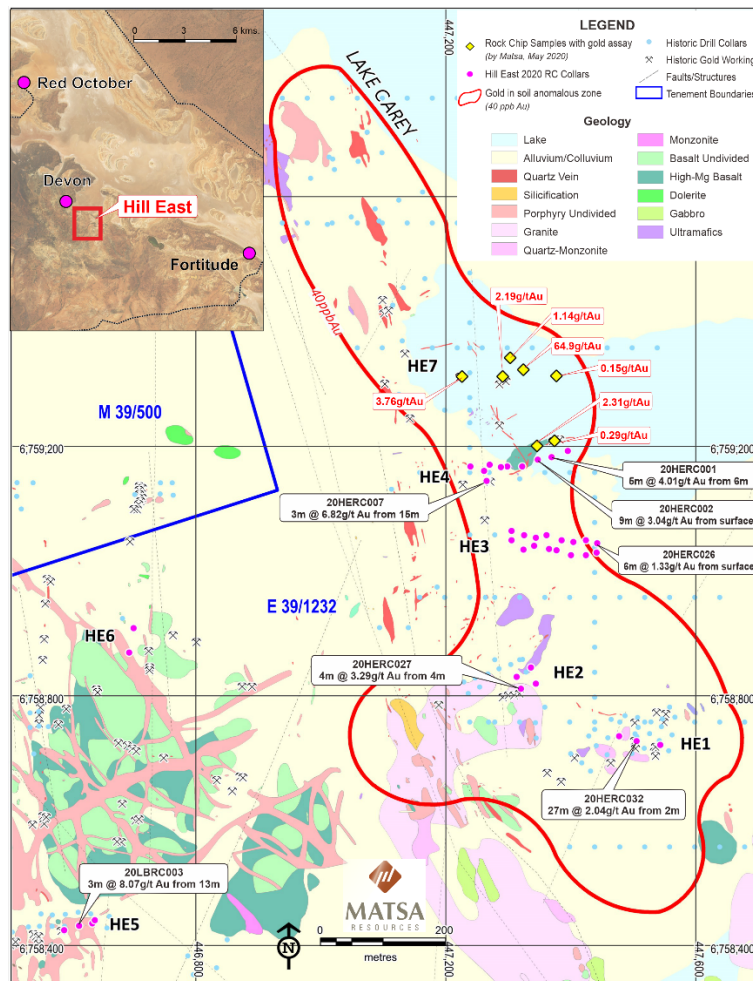 0 3 6 kms.
Red October
Devon
Hill East
Fortitude
447,200
LAKE CAREY
LEGEND
Rock Chip Samples with gold assay
(by Matsa, May 2020)
Hill East 2020 RC Collars
Gold in soil anomalous zone
(40 ppb Au)
Historic Drill Collars
Historic Gold Working
Faults/Structures
Tenement Boundaries
Geology
Lake
Alluvium/Colluvium
Quartz Vein
Silicification
Porphyry Undivided
Granite
Quartz-Monzonite
Monzonite
Basalt Undivided
High-Mg Basalt
Dolerite
Gabbro
Ultramafics
40ppbAu
2.19g/tAu
1.14g/tAu
64.9g/tAu
HE7
0.15g/tAu
3.76g/tAu
2.31g/tAu
M 39/500
0.29g/tAu
6,759,200
6,759,200
20HERC001
6m @ 4.01g/t Au from 6m
HE4
20HERC007
3m @ 6.82g/t Au from 15m
20HERC002
9m @ 3.04g/t Au from surface
HE3
20HERC026
6m @ 1.33g/t Au from surface
E 39/1232
HE6
20HERC027
4m @ 3.29g/t Au from 4m
HE2
6,758,800
6,758,800
HE1
20HERC032
27m @ 2.04g/t Au from 2m
20LBRC003
3m @ 8.07g/t Au from 13m
HE5
MATSA
RESOURCES
N
0 200
metres
6,758,400
6,758,400
446,800
447,200
447,600